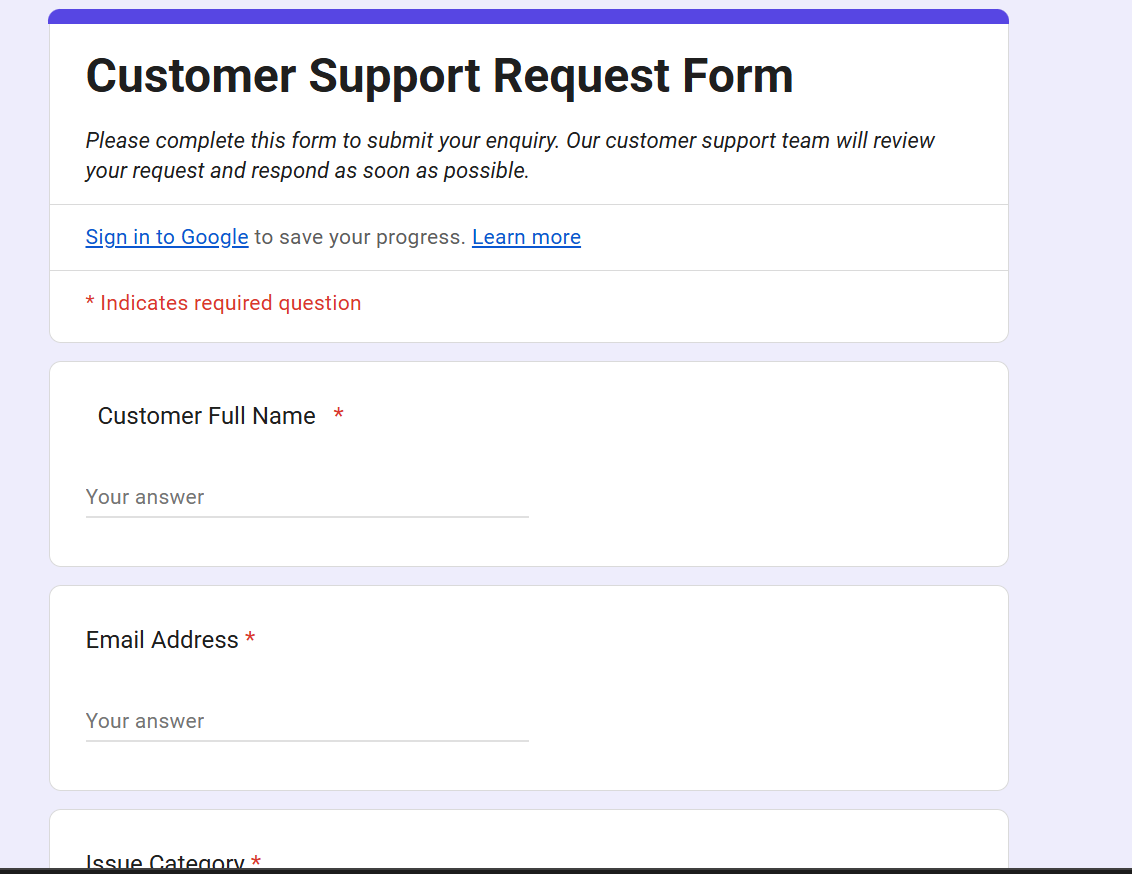 Customer Support Request Form
Please complete this form to submit your enquiry. Our customer support team will review
your request and respond as soon as possible.
Sign in to Google to save your progress. Learn more
* Indicates required question
Customer Full Name *
Your answer
Email Address *
Your answer
Issue Category *